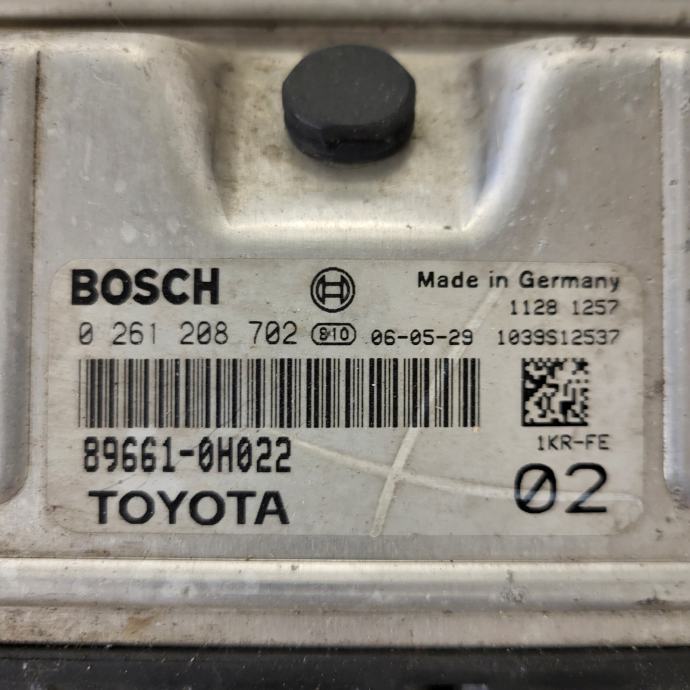 BOSCH Made in Germany
1128 1257
0 261 208 702 810 06-05-29 1039S12537
1KR-FE
89661-0H022
TOYOTA 02